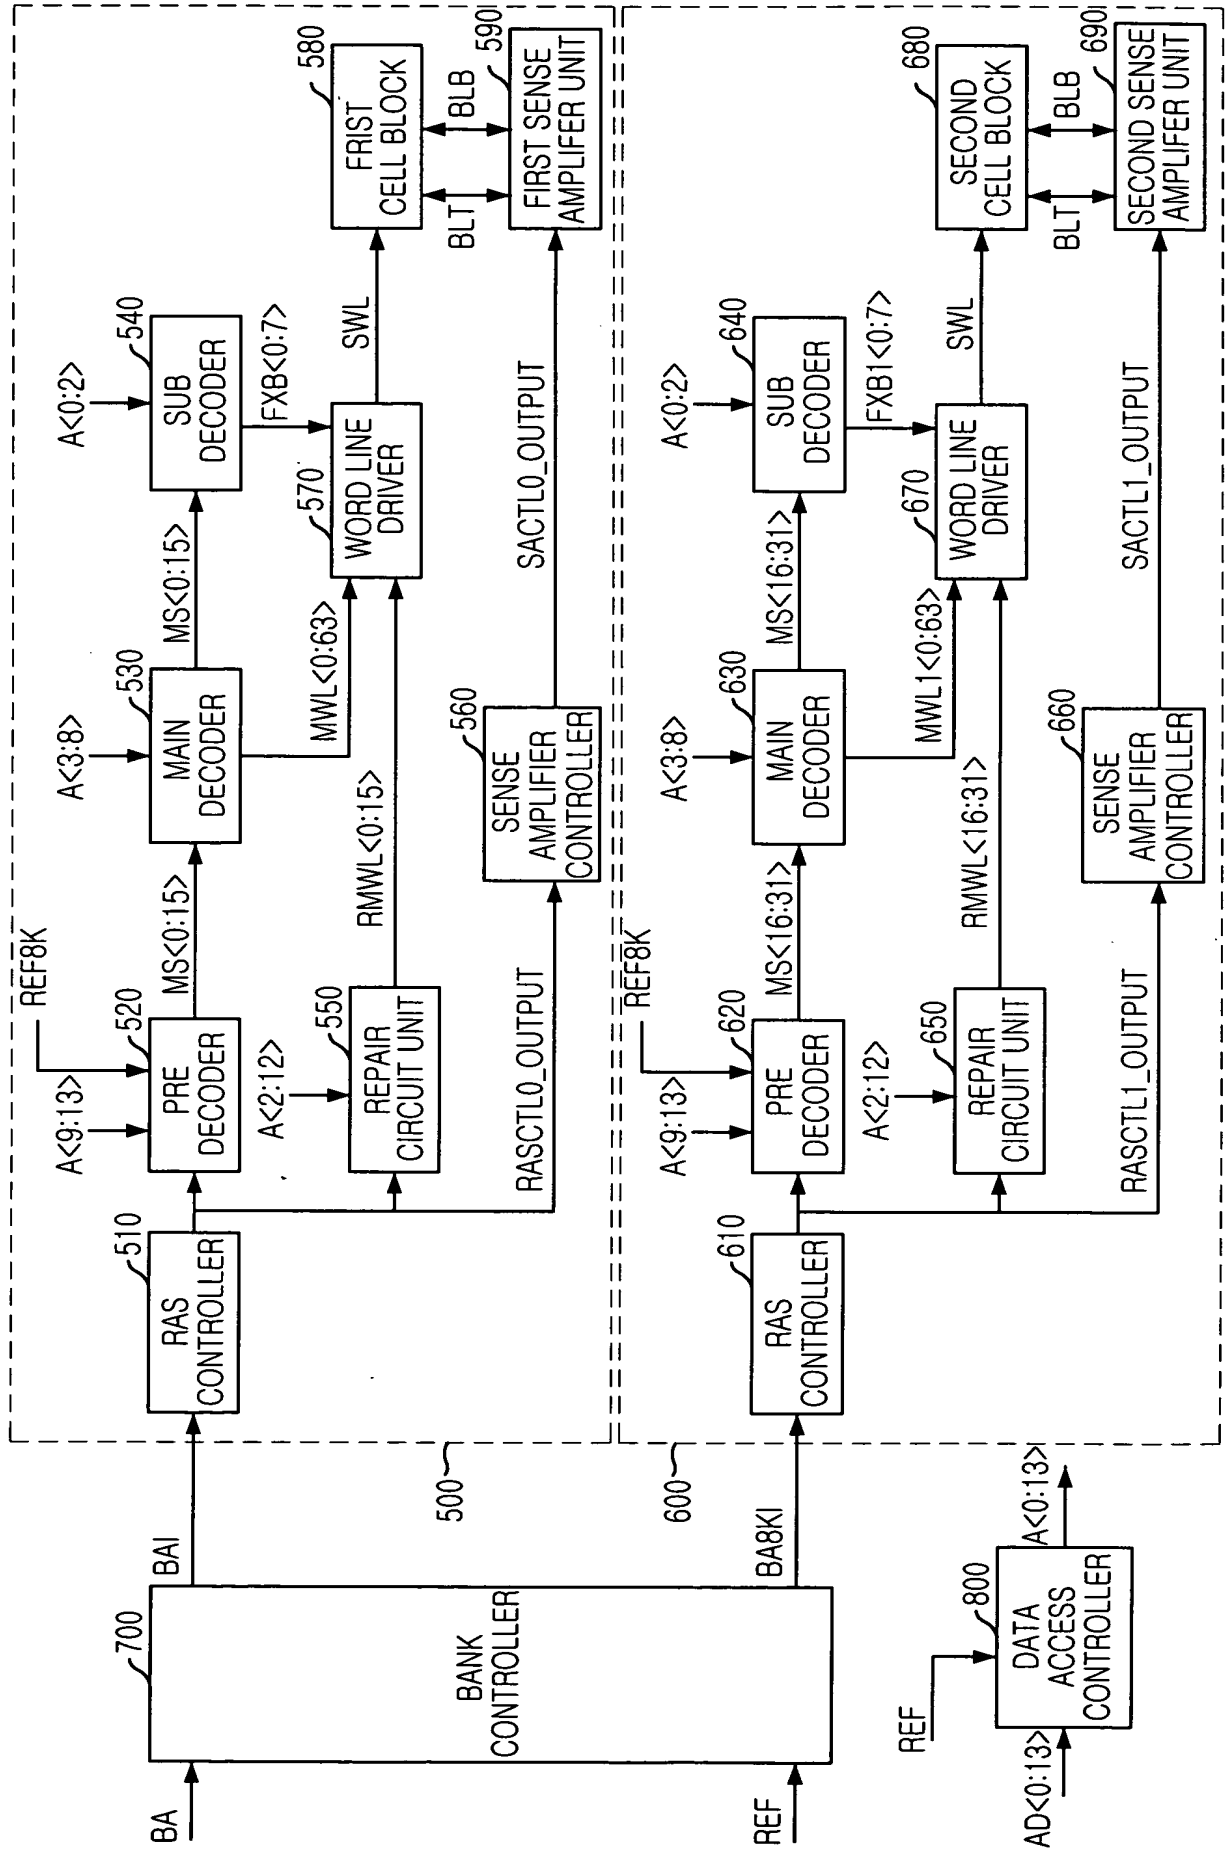 BA
REF
700
BANK
CONTROLLER
BAI
BA8KI
500
510
RAS
CONTROLLER
A<9:13>
REF8K
520
PRE
DECODER
MS<0:15>
A<3:8>
530
MAIN
DECODER
MS<0:15>
A<0:2>
540
SUB
DECODER
FXB<0:7>
A<2:12>
550
REPAIR
CIRCUIT UNIT
RMWL<0:15>
MWL<0:63>
570
WORD LINE
DRIVER
SWL
580
FRIST
CELL BLOCK
BLT
BLB
590
FIRST SENSE
AMPLIFER UNIT
RASCTL0_OUTPUT
560
SENSE
AMPLIFIER
CONTROLLER
SACTL0_OUTPUT
600
610
RAS
CONTROLLER
A<9:13>
REF8K
620
PRE
DECODER
MS<16:31>
A<3:8>
630
MAIN
DECODER
MS<16:31>
A<0:2>
640
SUB
DECODER
FXB1<0:7>
A<2:12>
650
REPAIR
CIRCUIT UNIT
RMWL<16:31>
MWL1<0:63>
670
WORD LINE
DRIVER
SWL
680
SECOND
CELL BLOCK
BLT
BLB
690
SECOND SENSE
AMPLIFER UNIT
RASCTL1_OUTPUT
660
SENSE
AMPLIFIER
CONTROLLER
SACTL1_OUTPUT
REF
AD<0:13>
800
DATA
ACCESS
CONTROLLER
A<0:13>